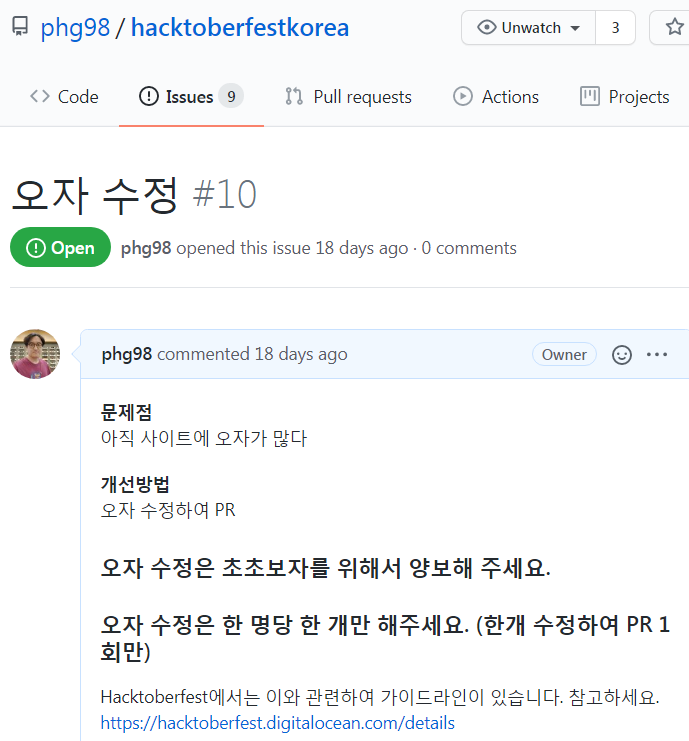 phg98 / hacktoberfestkorea
Unwatch 3
Code Issues 9 Pull requests Actions Projects
오자 수정 #10
Open phg98 opened this issue 18 days ago · 0 comments
phg98 commented 18 days ago Owner
문제점
아직 사이트에 오자가 많다
개선방법
오자 수정하여 PR
오자 수정은 초초보자를 위해서 양보해 주세요.
오자 수정은 한 명당 한 개만 해주세요. (한개 수정하여 PR 1
회만)
Hacktoberfest에서는 이와 관련하여 가이드라인이 있습니다. 참고하세요.
https://hacktoberfest.digitalocean.com/details